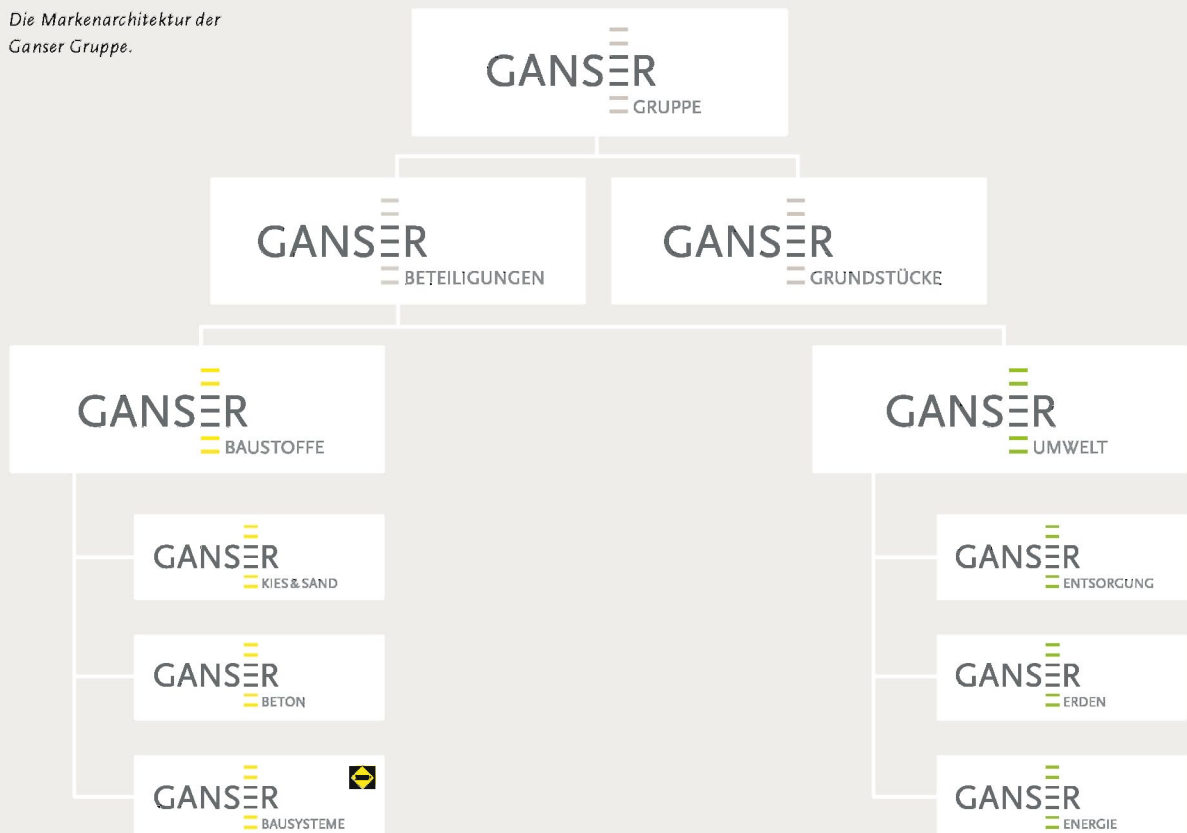 Die Markenarchitektur der
Ganser Gruppe.
GANSER
GRUPPE
GANSER
BETEILIGUNGEN
GANSER
GRUNDSTÜCKE
GANSER
BAUSTOFFE
GANSER
UMWELT
GANSER
KIES & SAND
GANSER
BETON
GANSER
BAUSYSTEME
GANSER
ENTSORGUNG
GANSER
ERDEN
GANSER
ENERGIE